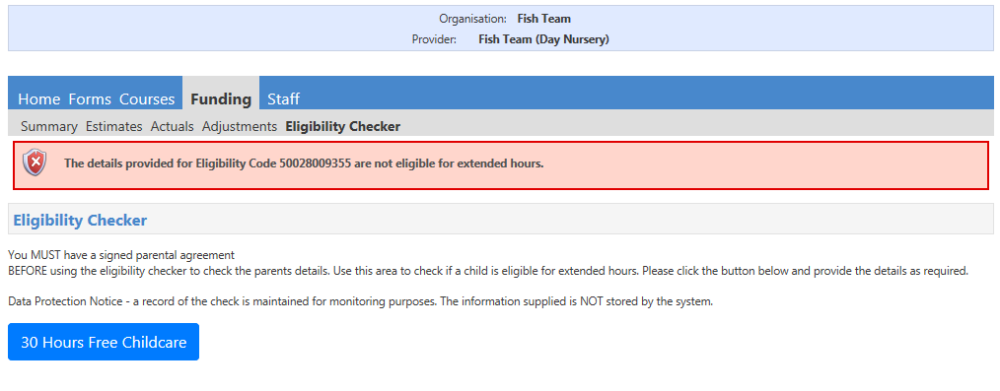 Organisation: Fish Team
Provider: Fish Team (Day Nursery)
Home Forms Courses Funding Staff
Summary Estimates Actuals Adjustments Eligibility Checker
The details provided for Eligibility Code 50028009355 are not eligible for extended hours.
Eligibility Checker
You MUST have a signed parental agreement
BEFORE using the eligibility checker to check the parents details. Use this area to check if a child is eligible for extended hours. Please click the button below and provide the details as required.
Data Protection Notice - a record of the check is maintained for monitoring purposes. The information supplied is NOT stored by the system.
30 Hours Free Childcare